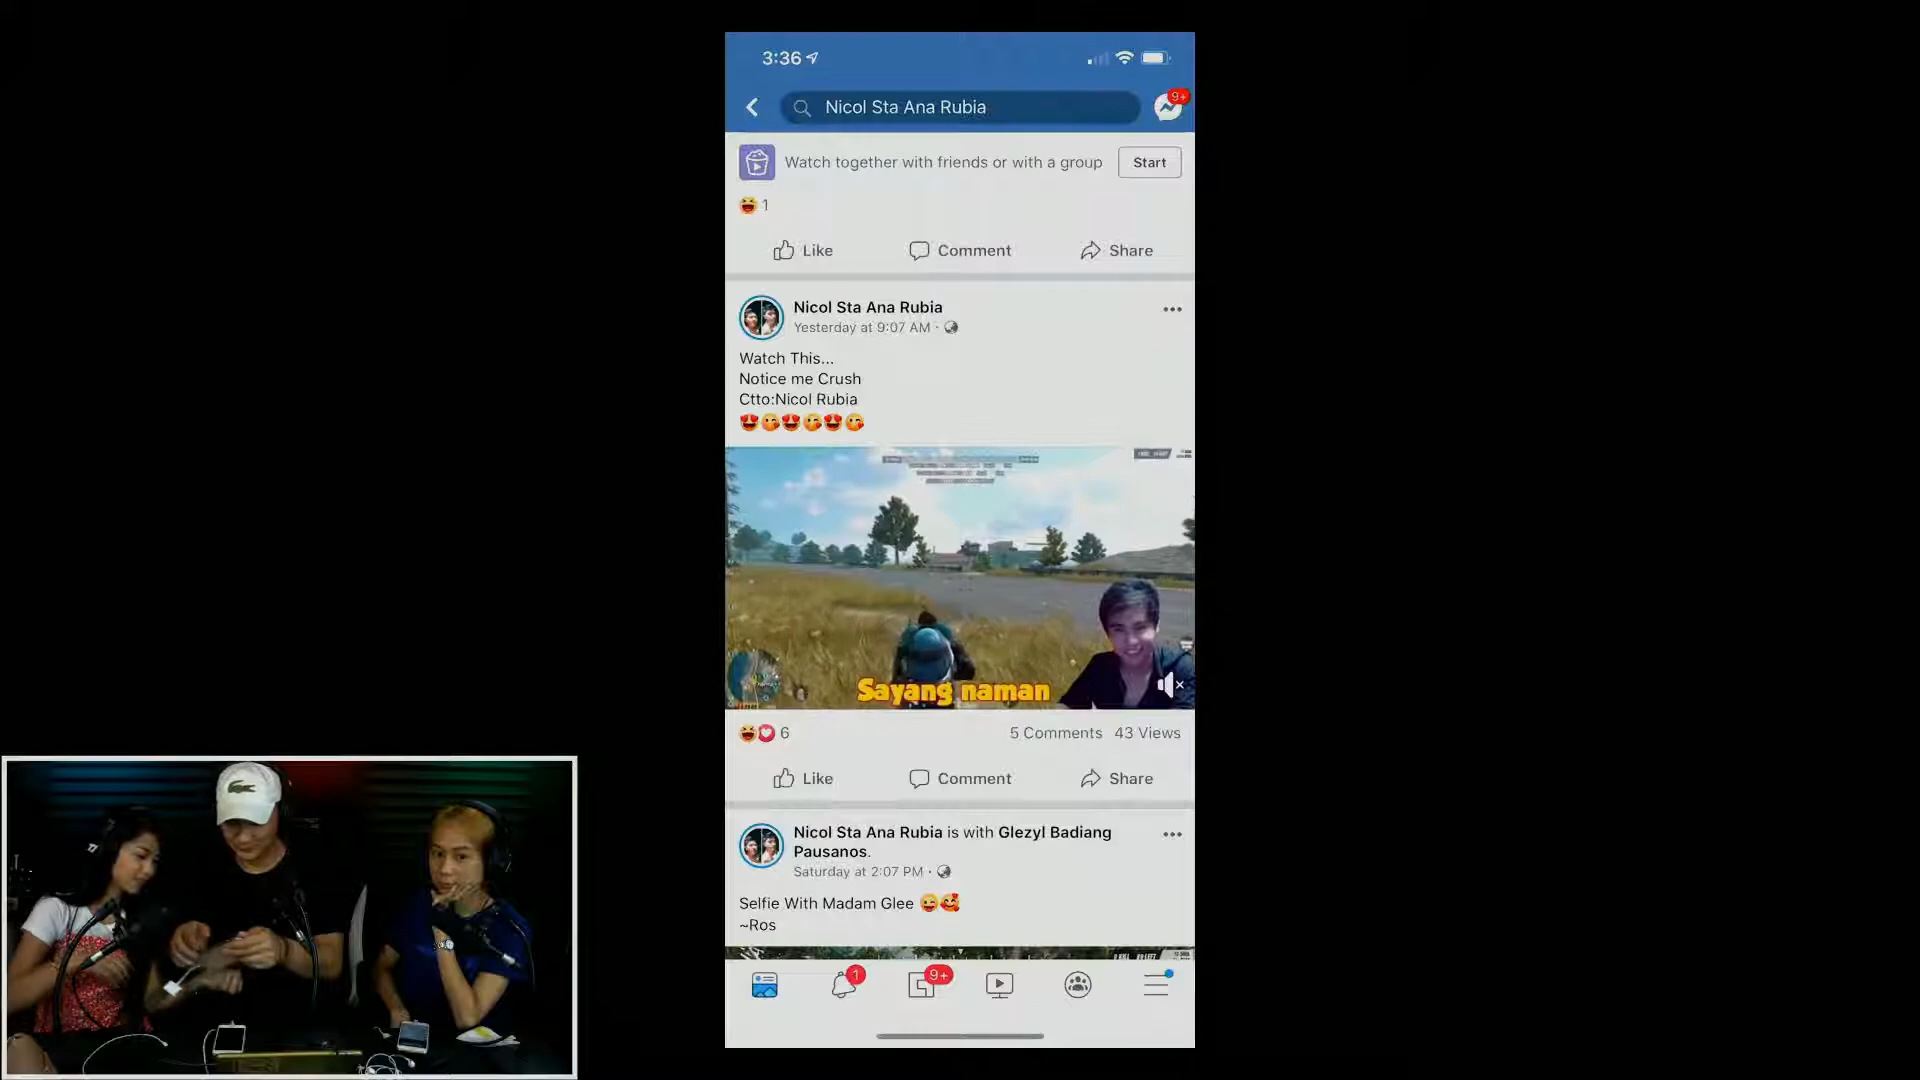 3:36
Nicol Sta Ana Rubia
9+
Watch together with friends or with a group
Start
1
Like
Comment
Share
Nicol Sta Ana Rubia
Yesterday at 9:07 AM ·
Watch This...
Notice me Crush
Ctto:Nicol Rubia
😍😘😍😘😍😘
Sayang naman
6
5 Comments 43 Views
Like
Comment
Share
Nicol Sta Ana Rubia is with Glezyl Badiang
Pausanos.
Saturday at 2:07 PM ·
Selfie With Madam Glee 😜🥰
~Ros
1
9+